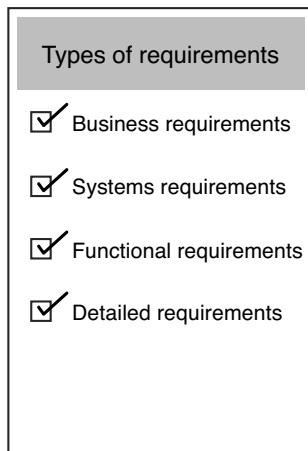 Types of requirements
Business requirements
Systems requirements
Functional requirements
Detailed requirements